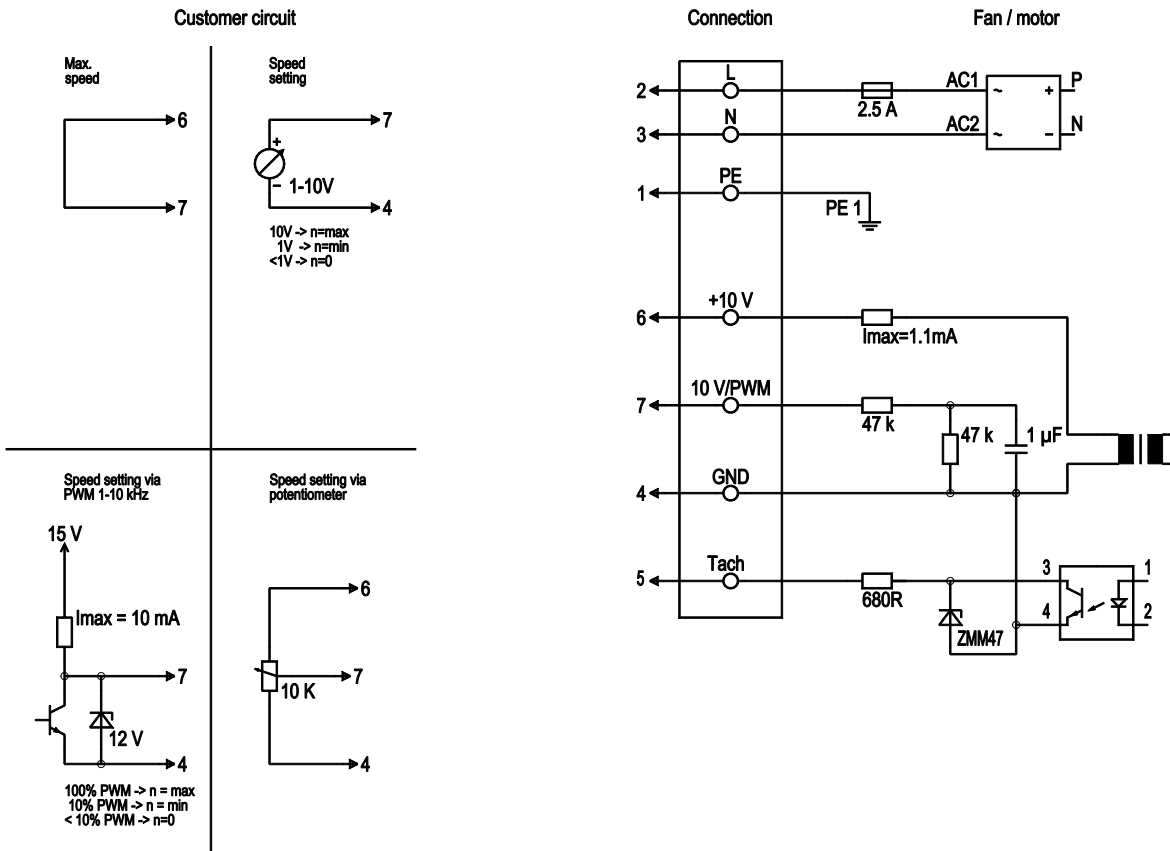 Customer circuit
Connection
Fan / motor
Max.
speed
6
7
Speed
setting
7
+
−
1-10V
4
10V -> n=max
1V -> n=min
<1V -> n=0
Speed setting via
PWM 1-10 kHz
15 V
Imax = 10 mA
7
12 V
4
100% PWM -> n = max
10% PWM -> n = min
< 10% PWM -> n=0
Speed setting via
potentiometer
6
7
10 K
4
2
L
2.5 A
AC1
~
+
P
3
N
AC2
~
−
N
1
PE
PE 1
6
+10 V
Imax=1.1mA
7
10 V/PWM
47 k
47 k
1 µF
4
GND
5
Tach
680R
ZMM47
3
4
1
2